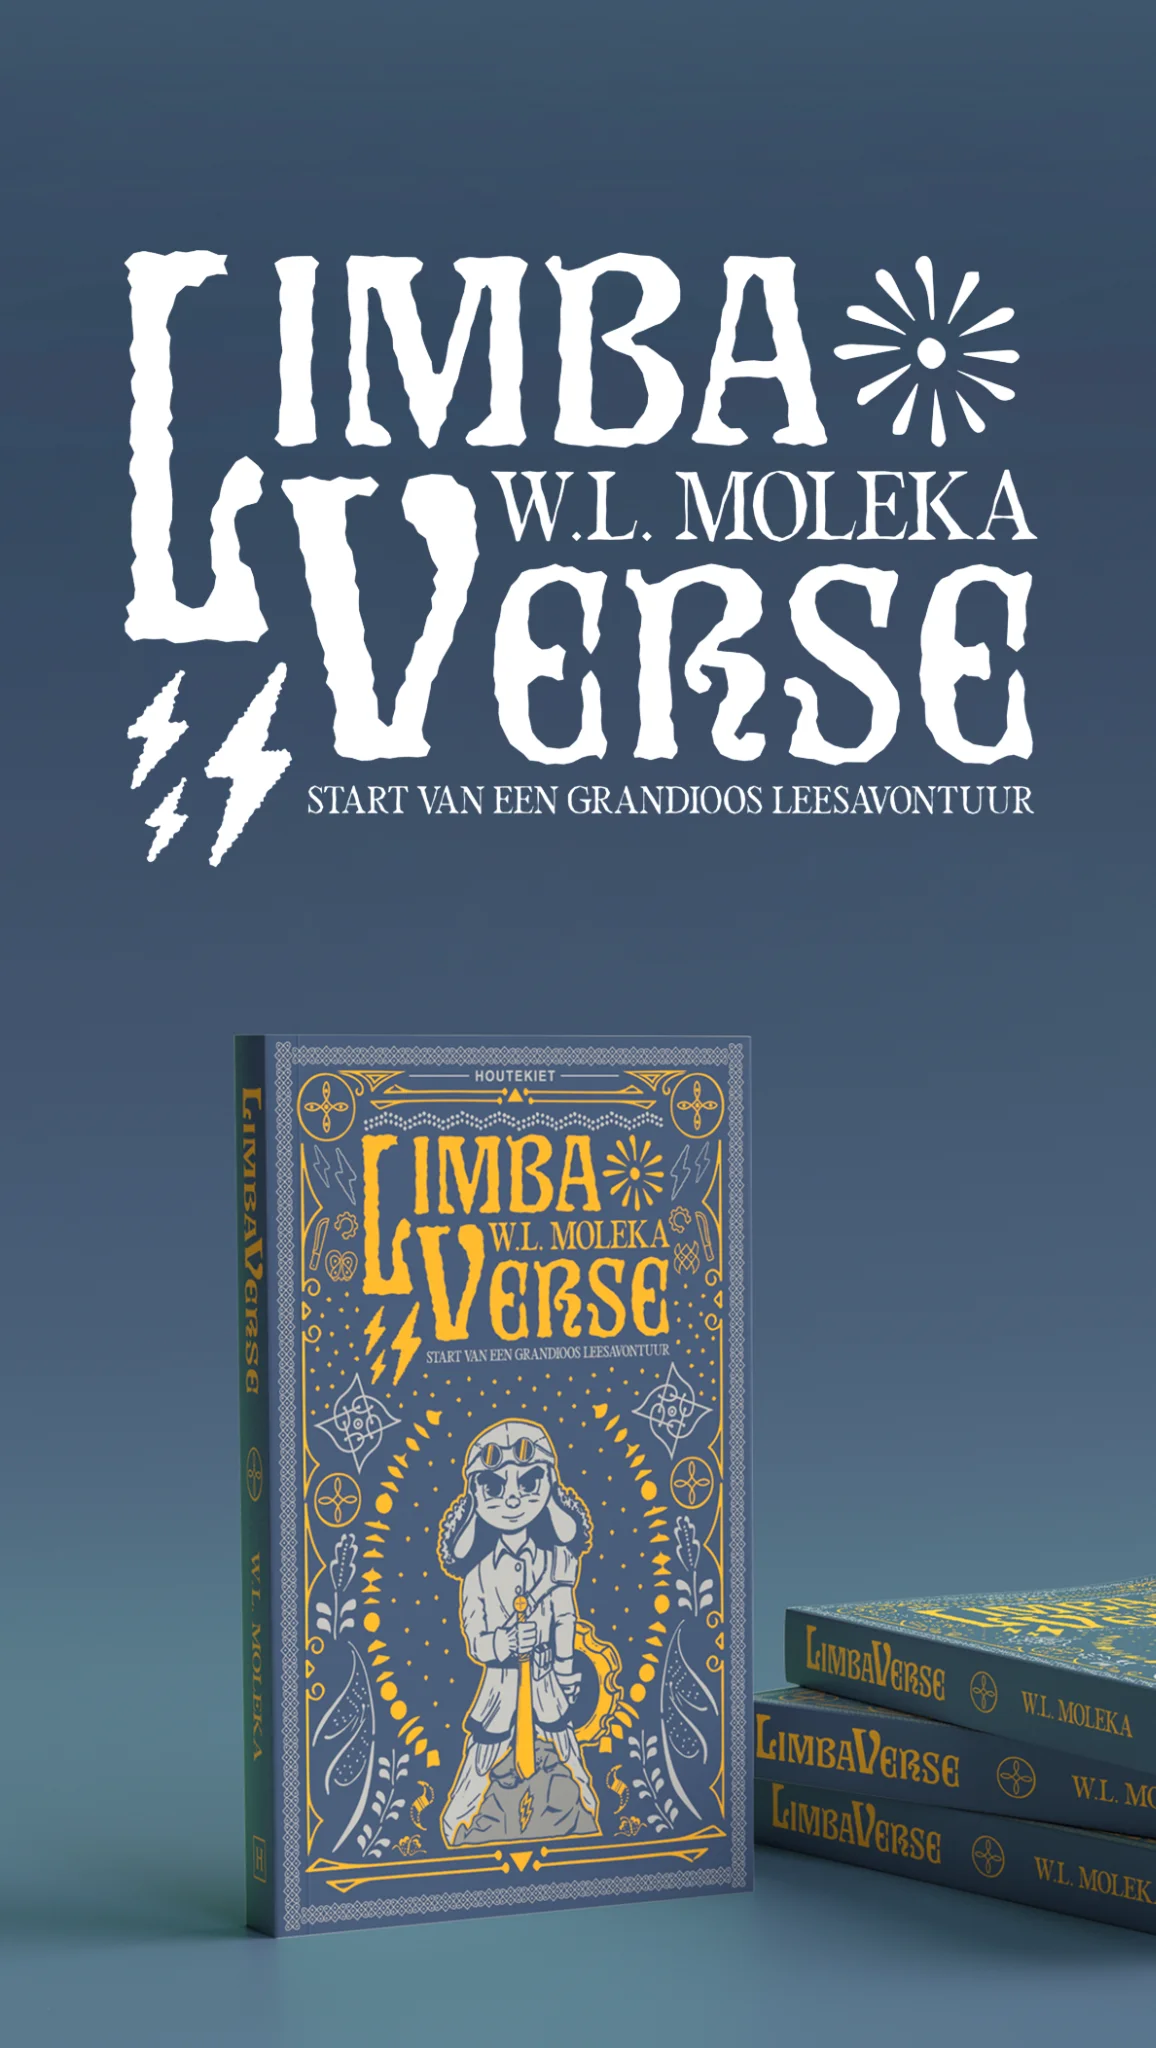 LIMBA
W.L. MOLEKA
VERSE
START VAN EEN GRANDIOOS LEESAVONTUUR
HOUTEKIET
LIMBA
W.L. MOLEKA
VERSE
START VAN EEN GRANDIOOS LEESAVONTUUR
LIMBAVERSE
W.L. MOLEKA
H
LIMBAVERSE W.L. MOLEKA
LIMBAVERSE
LIMBAVERSE